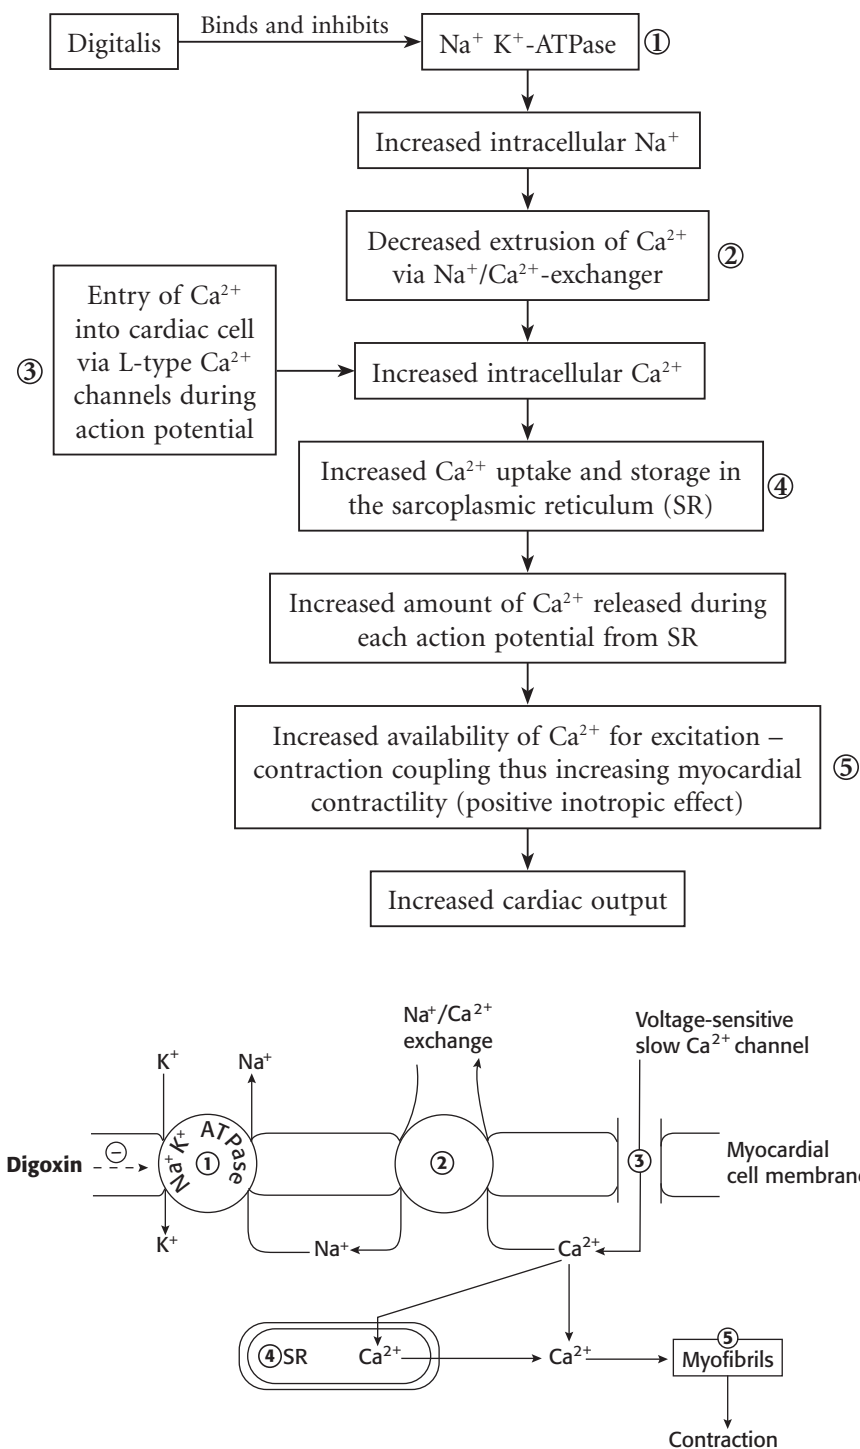 Digitalis
Binds and inhibits
Na⁺ K⁺-ATPase ①
Increased intracellular Na⁺
Decreased extrusion of Ca²⁺
via Na⁺/Ca²⁺-exchanger
②
③
Entry of Ca²⁺
into cardiac cell
via L-type Ca²⁺
channels during
action potential
Increased intracellular Ca²⁺
Increased Ca²⁺ uptake and storage in
the sarcoplasmic reticulum (SR)
④
Increased amount of Ca²⁺ released during
each action potential from SR
Increased availability of Ca²⁺ for excitation –
contraction coupling thus increasing myocardial
contractility (positive inotropic effect)
⑤
Increased cardiac output
Na⁺/Ca²⁺
exchange
Voltage-sensitive
slow Ca²⁺ channel
K⁺
Na⁺
Digoxin
−
Na⁺K⁺ ATPase
①
②
③
Myocardial
cell membran
K⁺
Na⁺
Ca²⁺
④ SR
Ca²⁺
Ca²⁺
⑤
Myofibrils
Contraction